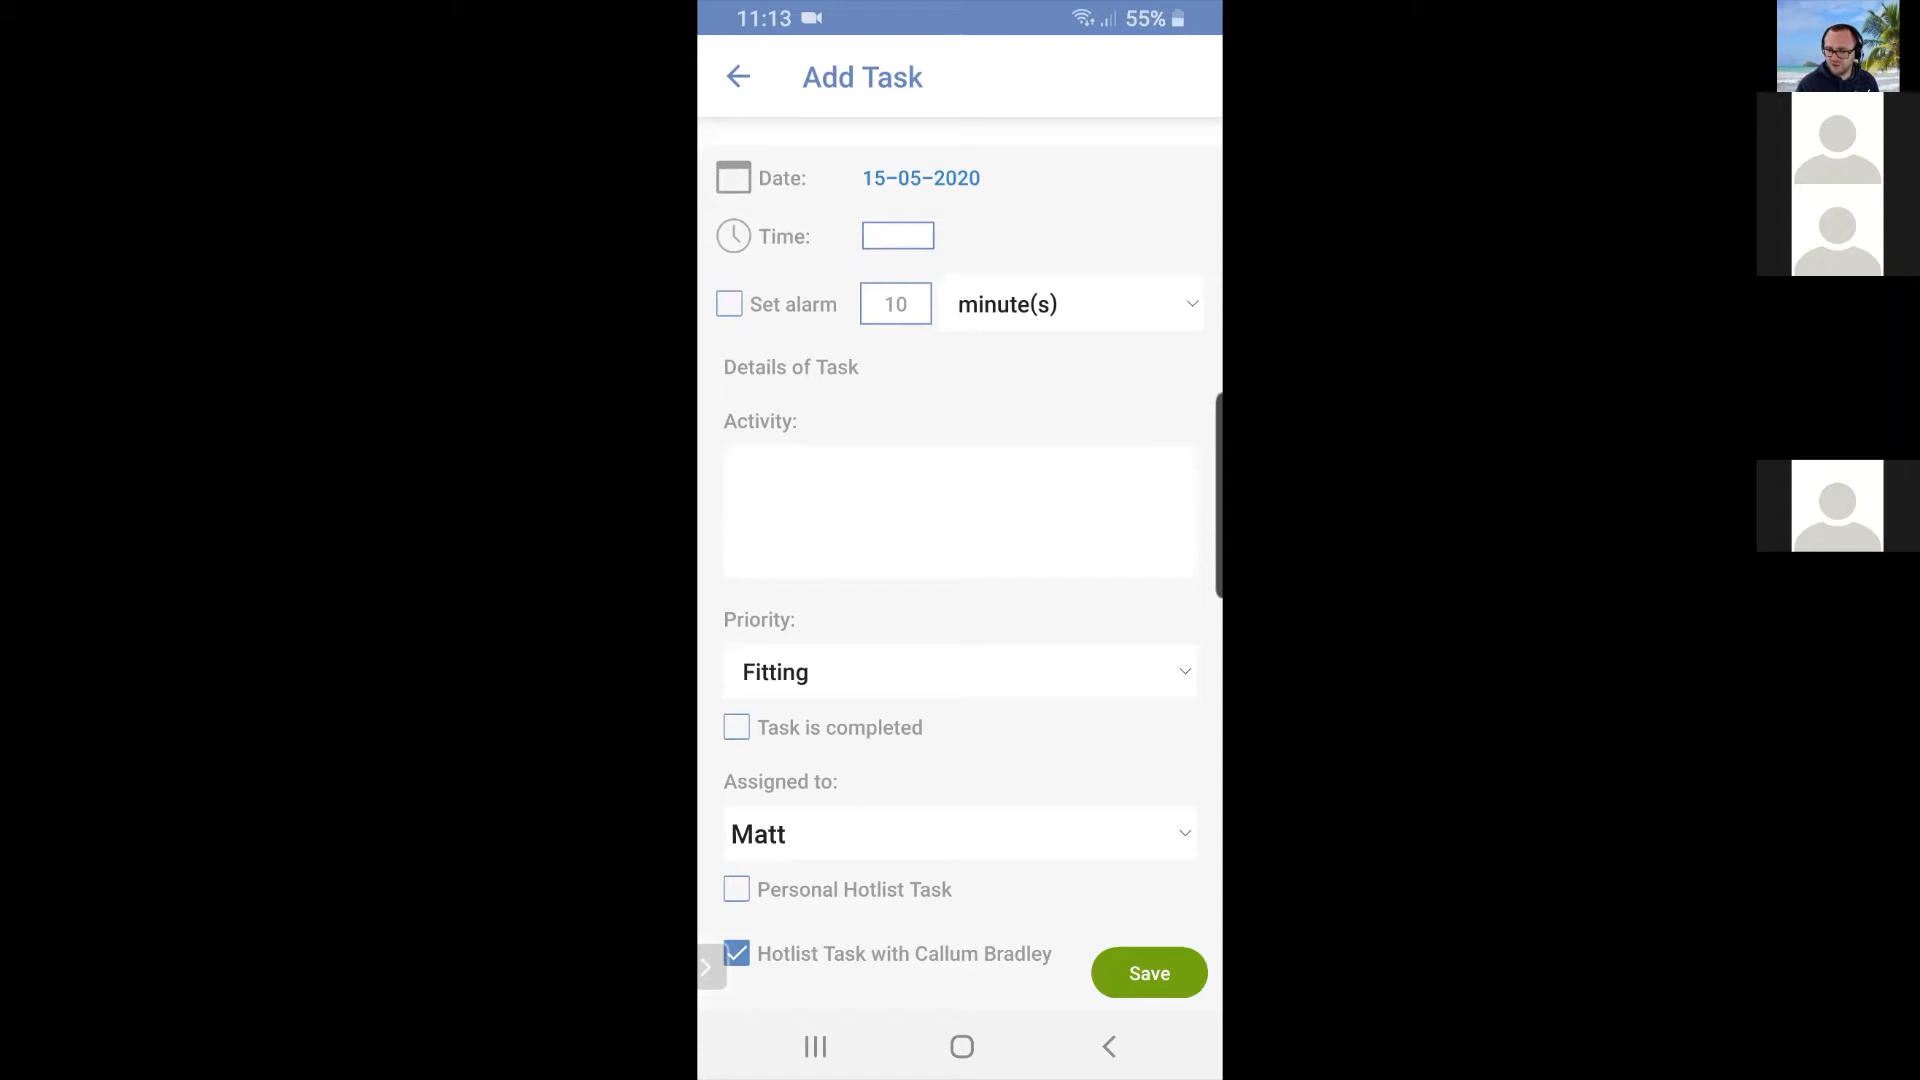 11:13 55%
Add Task
Date: 15-05-2020
Time:
Set alarm 10 minute(s)
Details of Task
Activity:
Priority:
Fitting
Task is completed
Assigned to:
Matt
Personal Hotlist Task
Hotlist Task with Callum Bradley
Save